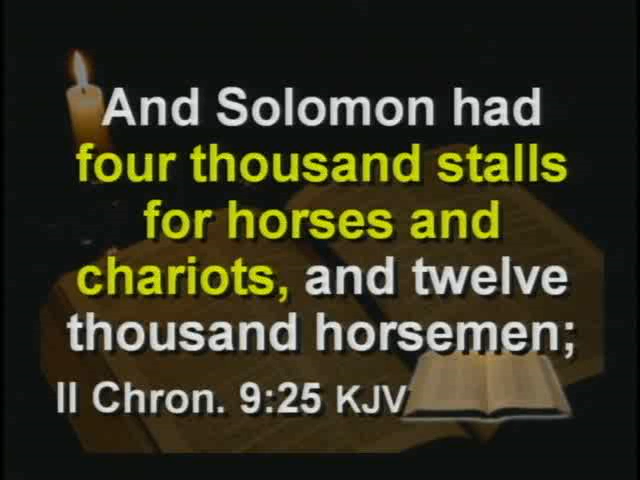 And Solomon had
four thousand stalls
for horses and
chariots, and twelve
thousand horsemen;
II Chron. 9:25 KJV